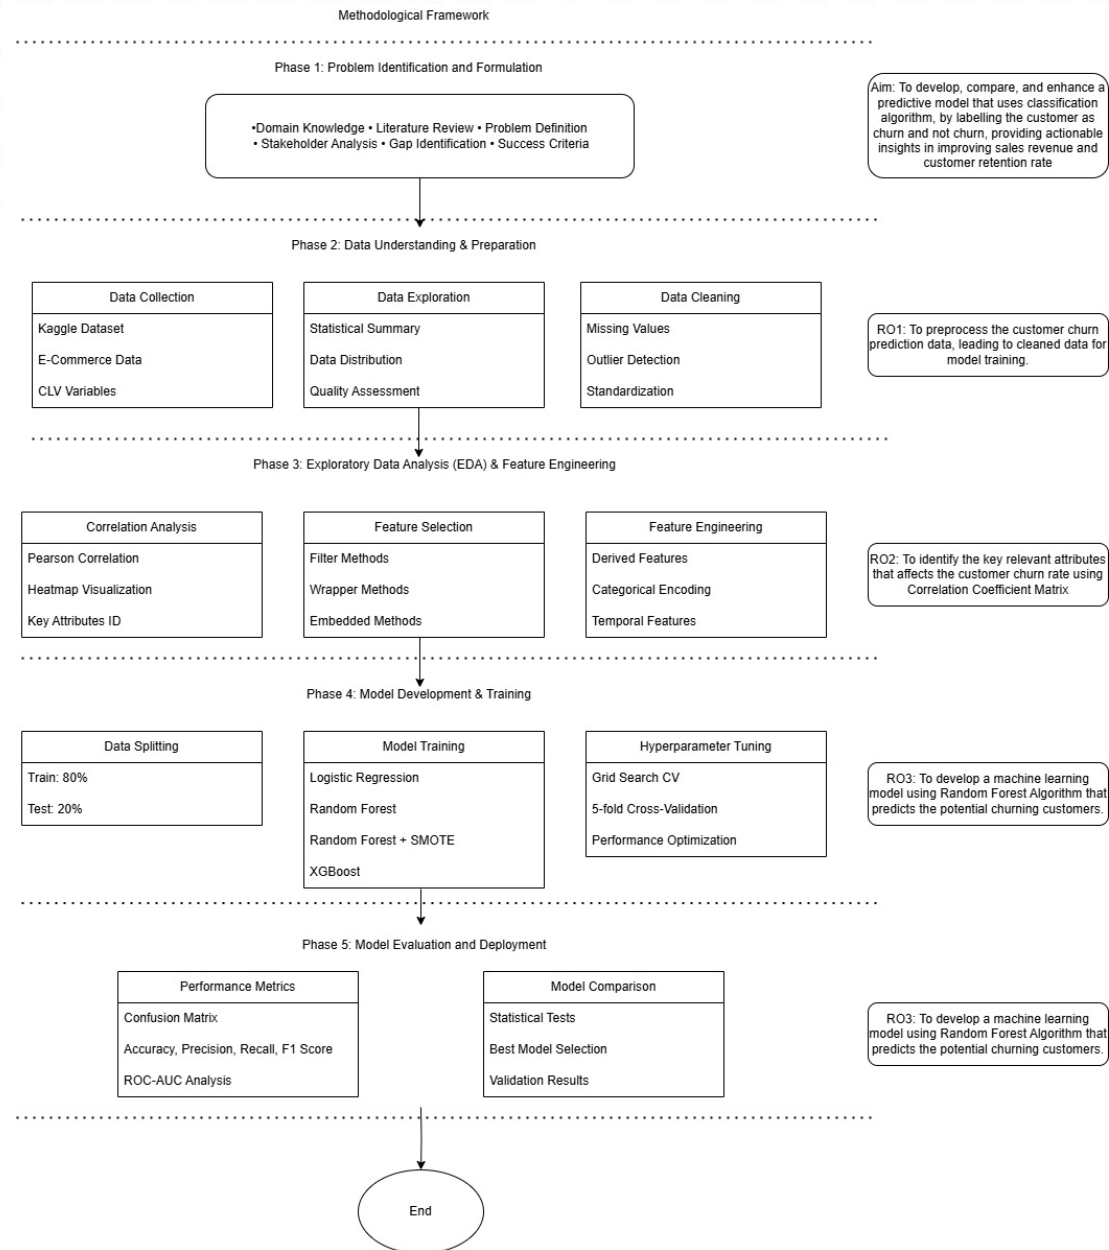 Methodological Framework
Phase 1: Problem Identification and Formulation
•Domain Knowledge • Literature Review • Problem Definition
• Stakeholder Analysis • Gap Identification • Success Criteria
Aim: To develop, compare, and enhance a
predictive model that uses classification
algorithm, by labelling the customer as
churn and not churn, providing actionable
insights in improving sales revenue and
customer retention rate
Phase 2: Data Understanding & Preparation
Data Collection
Kaggle Dataset
E-Commerce Data
CLV Variables
Data Exploration
Statistical Summary
Data Distribution
Quality Assessment
Data Cleaning
Missing Values
Outlier Detection
Standardization
RO1: To preprocess the customer churn
prediction data, leading to cleaned data for
model training.
Phase 3: Exploratory Data Analysis (EDA) & Feature Engineering
Correlation Analysis
Pearson Correlation
Heatmap Visualization
Key Attributes ID
Feature Selection
Filter Methods
Wrapper Methods
Embedded Methods
Feature Engineering
Derived Features
Categorical Encoding
Temporal Features
RO2: To identify the key relevant attributes
that affects the customer churn rate using
Correlation Coefficient Matrix
Phase 4: Model Development & Training
Data Splitting
Train: 80%
Test: 20%
Model Training
Logistic Regression
Random Forest
Random Forest + SMOTE
XGBoost
Hyperparameter Tuning
Grid Search CV
5-fold Cross-Validation
Performance Optimization
RO3: To develop a machine learning
model using Random Forest Algorithm that
predicts the potential churning customers.
Phase 5: Model Evaluation and Deployment
Performance Metrics
Confusion Matrix
Accuracy, Precision, Recall, F1 Score
ROC-AUC Analysis
Model Comparison
Statistical Tests
Best Model Selection
Validation Results
RO3: To develop a machine learning
model using Random Forest Algorithm that
predicts the potential churning customers.
End